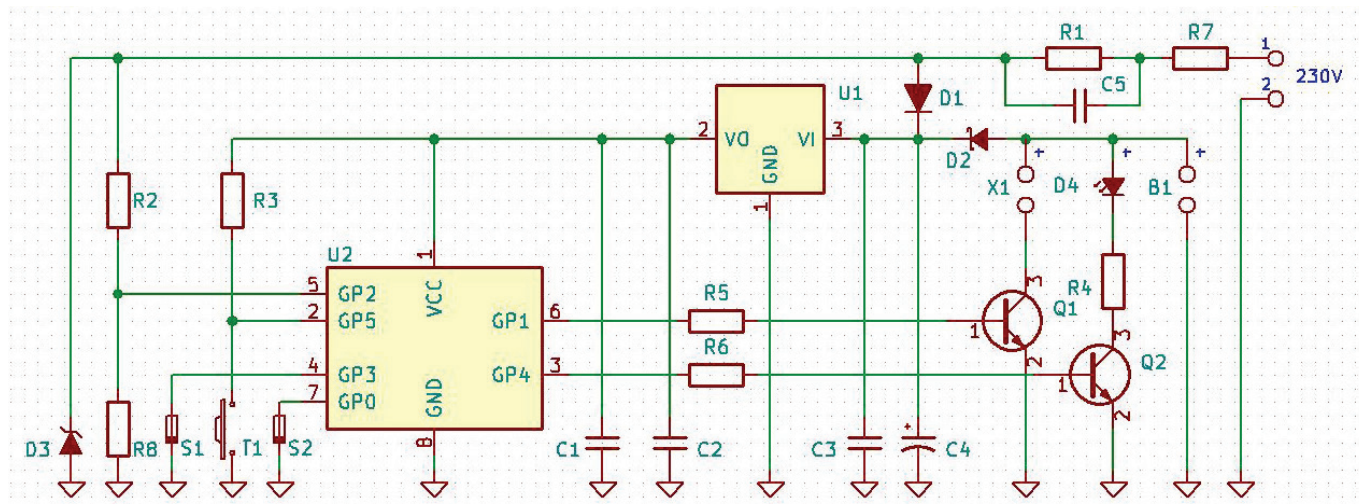 R1
R7
1
2
230V
C5
U1
D1
2
VO
VI
3
GND
1
D2
X1
+
D4
+
B1
+
R2
R3
U2
1
VCC
5
GP2
2
GP5
4
GP3
7
GP0
GP1
6
GP4
3
GND
8
R5
R6
3
Q1
1
2
R4
3
Q2
1
2
D3
R8
S1
T1
S2
C1
C2
C3
+
C4